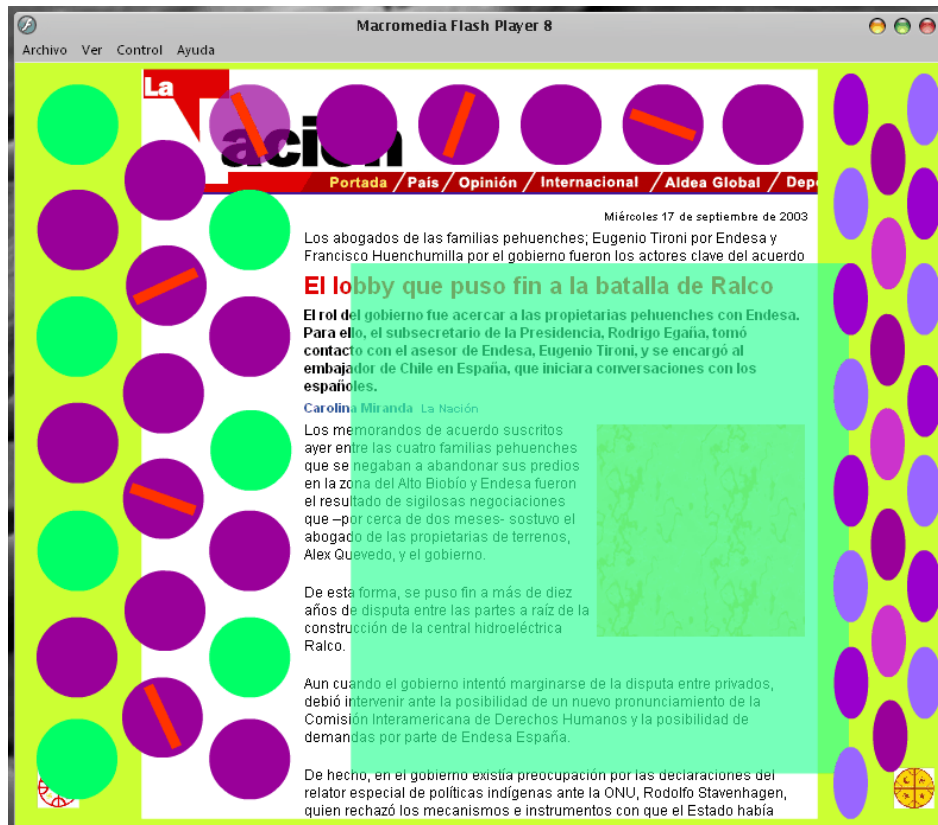 Macromedia Flash Player 8
Archivo Ver Control Ayuda
La
ación
Portada / País / Opinión / Internacional / Aldea Global / Depo
Miércoles 17 de septiembre de 2003
Los abogados de las familias pehuenches; Eugenio Tironi por Endesa y
Francisco Huenchumilla por el gobierno fueron los actores clave del acuerdo
El lobby que puso fin a la batalla de Ralco
El rol del gobierno fue acercar a las propietarias pehuenches con Endesa.
Para ello, el subsecretario de la Presidencia, Rodrigo Egaña, tomó
contacto con el asesor de Endesa, Eugenio Tironi, y se encargó al
embajador de Chile en España, que iniciara conversaciones con los
españoles.
Carolina Miranda La Nación
Los memorandos de acuerdo suscritos
ayer entre las cuatro familias pehuenches
que se negaban a abandonar sus predios
en la zona del Alto Biobío y Endesa fueron
el resultado de sigilosas negociaciones
que –por cerca de dos meses- sostuvo el
abogado de las propietarias de terrenos,
Alex Quevedo, y el gobierno.
De esta forma, se puso fin a más de diez
años de disputa entre las partes a raíz de la
construcción de la central hidroeléctrica
Ralco.
Aun cuando el gobierno intentó marginarse de la disputa entre privados,
debió intervenir ante la posibilidad de un nuevo pronunciamiento de la
Comisión Interamericana de Derechos Humanos y la posibilidad de
demandas por parte de Endesa España.
De hecho, en el gobierno existía preocupación por las declaraciones del
relator especial de políticas indígenas ante la ONU, Rodolfo Stavenhagen,
quien rechazó los mecanismos e instrumentos con que el Estado había